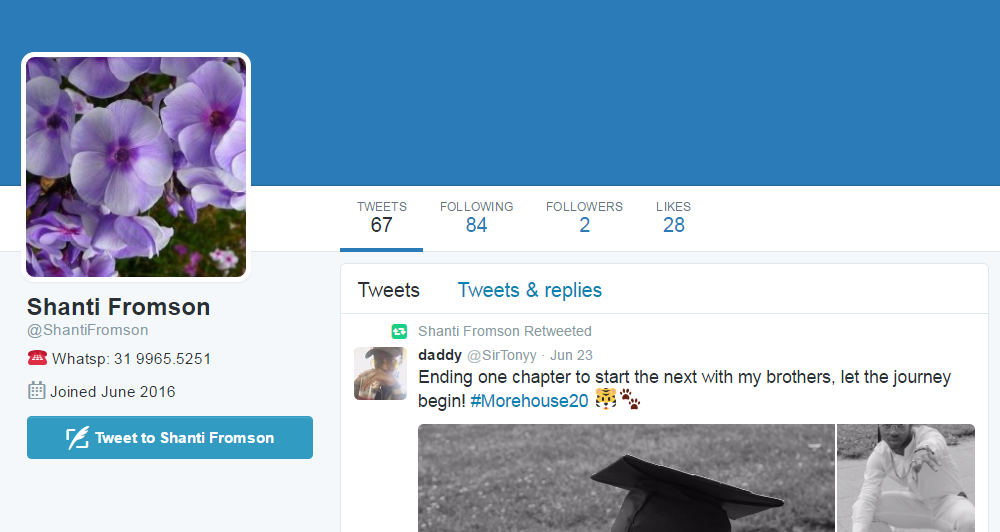 TWEETS
67
FOLLOWING
84
FOLLOWERS
2
LIKES
28
Shanti Fromson
@ShantiFromson
Whatsp: 31 9965.5251
Joined June 2016
Tweet to Shanti Fromson
Tweets
Tweets & replies
Shanti Fromson Retweeted
daddy @SirTonyy · Jun 23
Ending one chapter to start the next with my brothers, let the journey
begin! #Morehouse20 🐯🐾